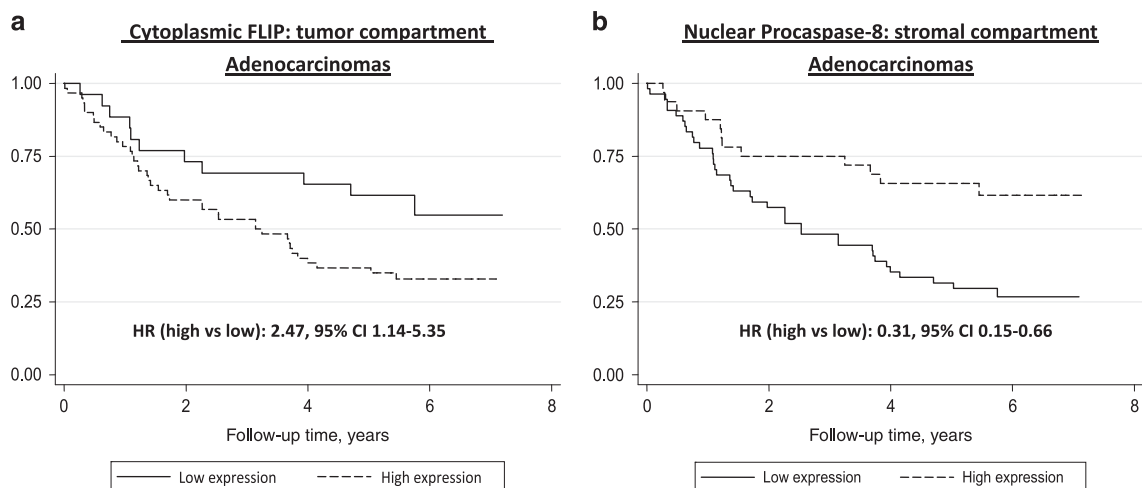 a
Cytoplasmic FLIP: tumor compartment
Adenocarcinomas
1.00
0.75
0.50
0.25
0.00
HR (high vs low): 2.47, 95% CI 1.14-5.35
0 2 4 6 8
Follow-up time, years
Low expression High expression
b
Nuclear Procaspase-8: stromal compartment
Adenocarcinomas
1.00
0.75
0.50
0.25
0.00
HR (high vs low): 0.31, 95% CI 0.15-0.66
0 2 4 6 8
Follow-up time, years
Low expression High expression